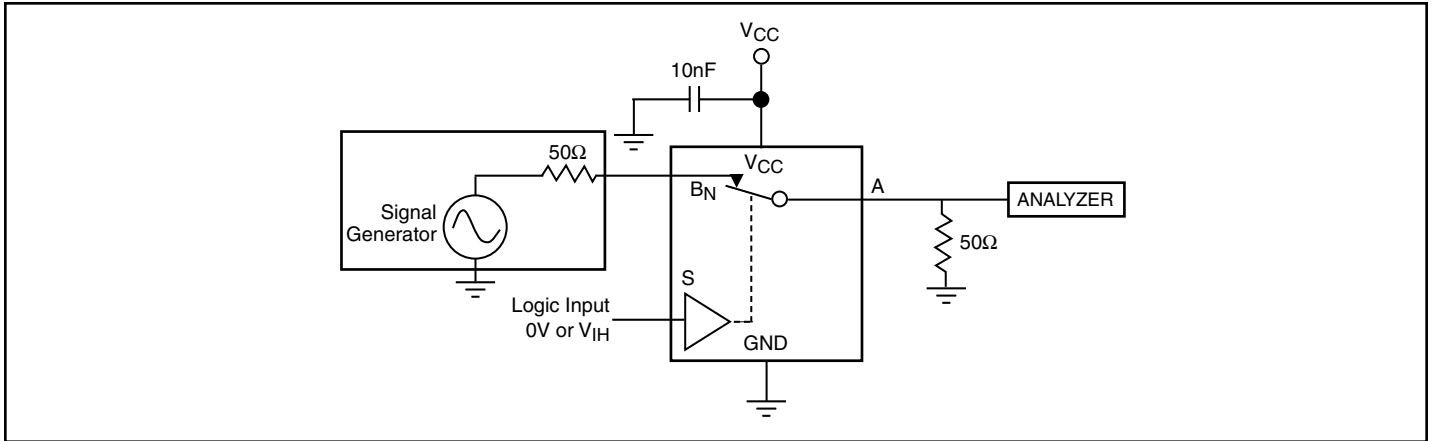 VCC
10nF
50Ω
VCC
BN
A
ANALYZER
Signal
Generator
50Ω
S
Logic Input
0V or VIH
GND